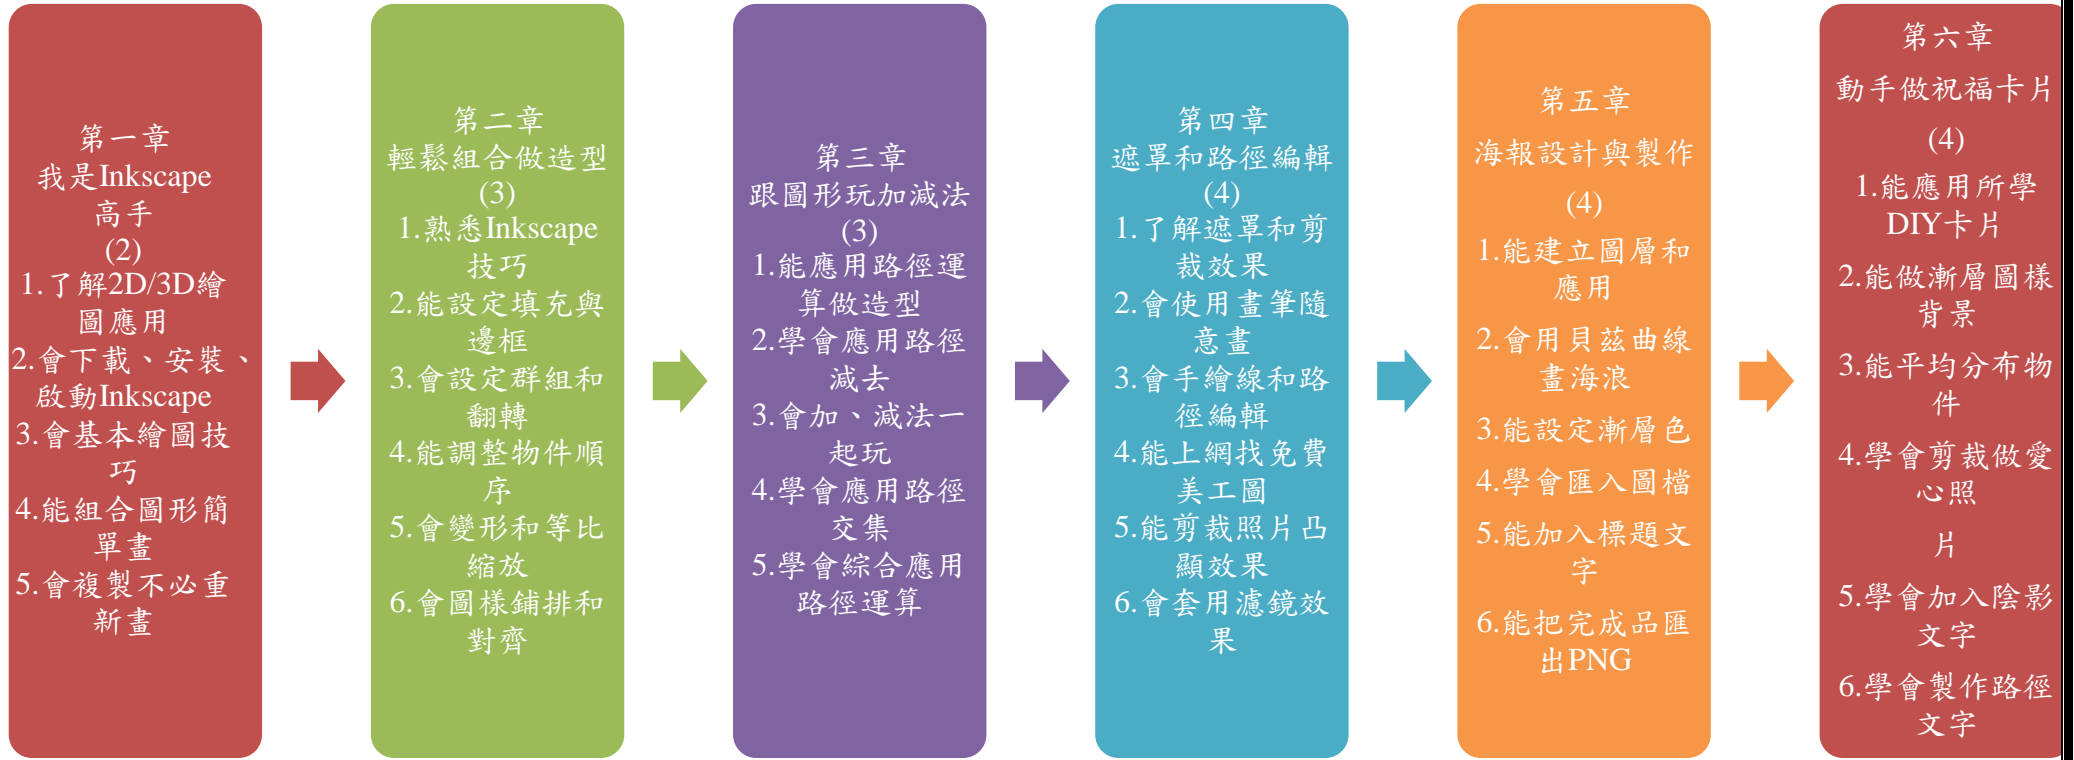 第一章
我是Inkscape
高手
(2)
1.了解2D/3D繪
圖應用
2.會下載、安裝、
啟動Inkscape
3.會基本繪圖技
巧
4.能組合圖形簡
單畫
5.會複製不必重
新畫
第二章
輕鬆組合做造型
(3)
1.熟悉Inkscape
技巧
2.能設定填充與
邊框
3.會設定群組和
翻轉
4.能調整物件順
序
5.會變形和等比
縮放
6.會圖樣鋪排和
對齊
第三章
跟圖形玩加減法
(3)
1.能應用路徑運
算做造型
2.學會應用路徑
減去
3.會加、減法一
起玩
4.學會應用路徑
交集
5.學會綜合應用
路徑運算
第四章
遮罩和路徑編輯
(4)
1.了解遮罩和剪
裁效果
2.會使用畫筆隨
意畫
3.會手繪線和路
徑編輯
4.能上網找免費
美工圖
5.能剪裁照片凸
顯效果
6.會套用濾鏡效
果
第五章
海報設計與製作
(4)
1.能建立圖層和
應用
2.會用貝茲曲線
畫海浪
3.能設定漸層色
4.學會匯入圖檔
5.能加入標題文
字
6.能把完成品匯
出PNG
第六章
動手做祝福卡片
(4)
1.能應用所學
DIY卡片
2.能做漸層圖樣
背景
3.能平均分布物
件
4.學會剪裁做愛
心照
片
5.學會加入陰影
文字
6.學會製作路徑
文字